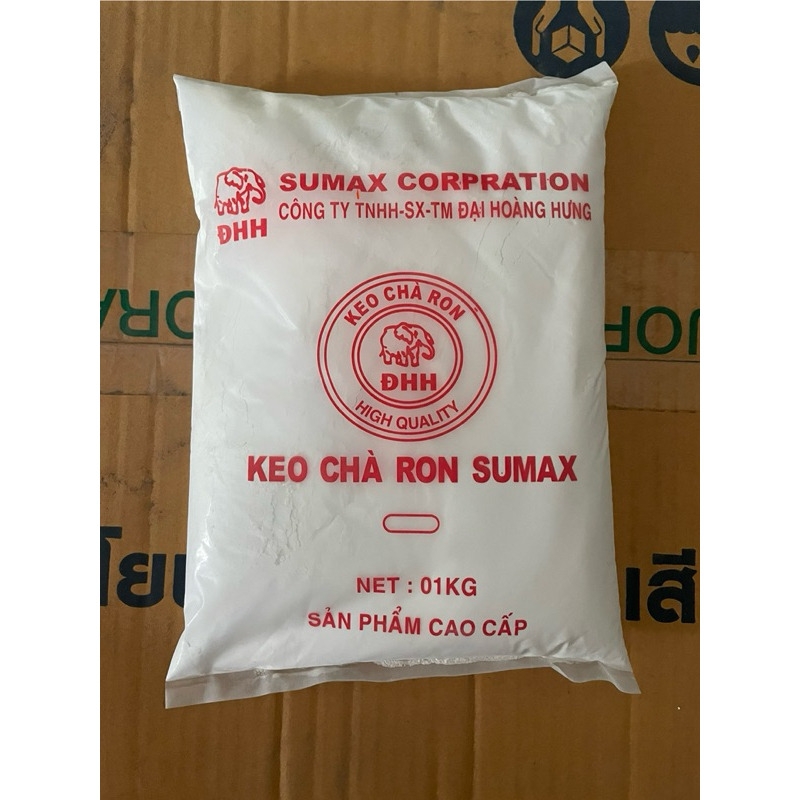 SUMAX CORPRATION
CÔNG TY TNHH-SX-TM ĐẠI HOÀNG HƯNG
ĐHH
KEO CHÀ RON
ĐHH
HIGH QUALITY
KEO CHÀ RON SUMAX
NET : 01KG
SẢN PHẨM CAO CẤP